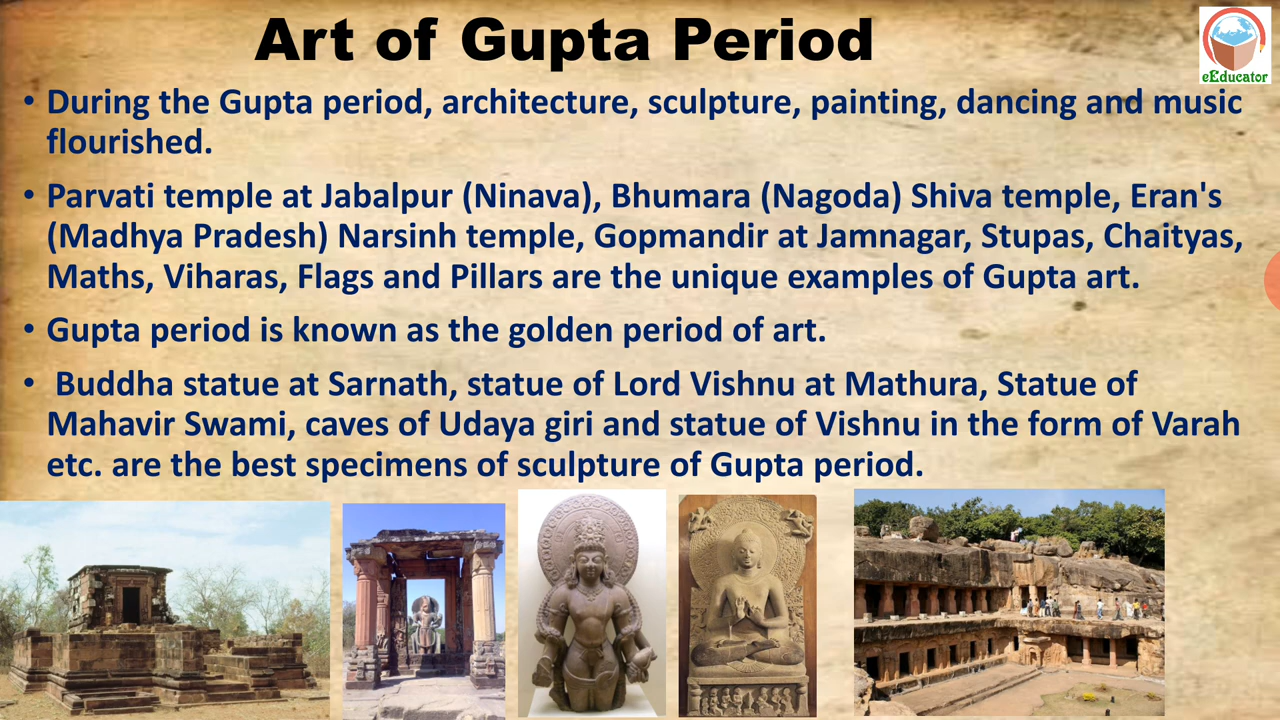 Art of Gupta Period
eEducator
• During the Gupta period, architecture, sculpture, painting, dancing and music
flourished.
• Parvati temple at Jabalpur (Ninava), Bhumara (Nagoda) Shiva temple, Eran's
(Madhya Pradesh) Narsinh temple, Gopmandir at Jamnagar, Stupas, Chaityas,
Maths, Viharas, Flags and Pillars are the unique examples of Gupta art.
• Gupta period is known as the golden period of art.
• Buddha statue at Sarnath, statue of Lord Vishnu at Mathura, Statue of
Mahavir Swami, caves of Udaya giri and statue of Vishnu in the form of Varah
etc. are the best specimens of sculpture of Gupta period.